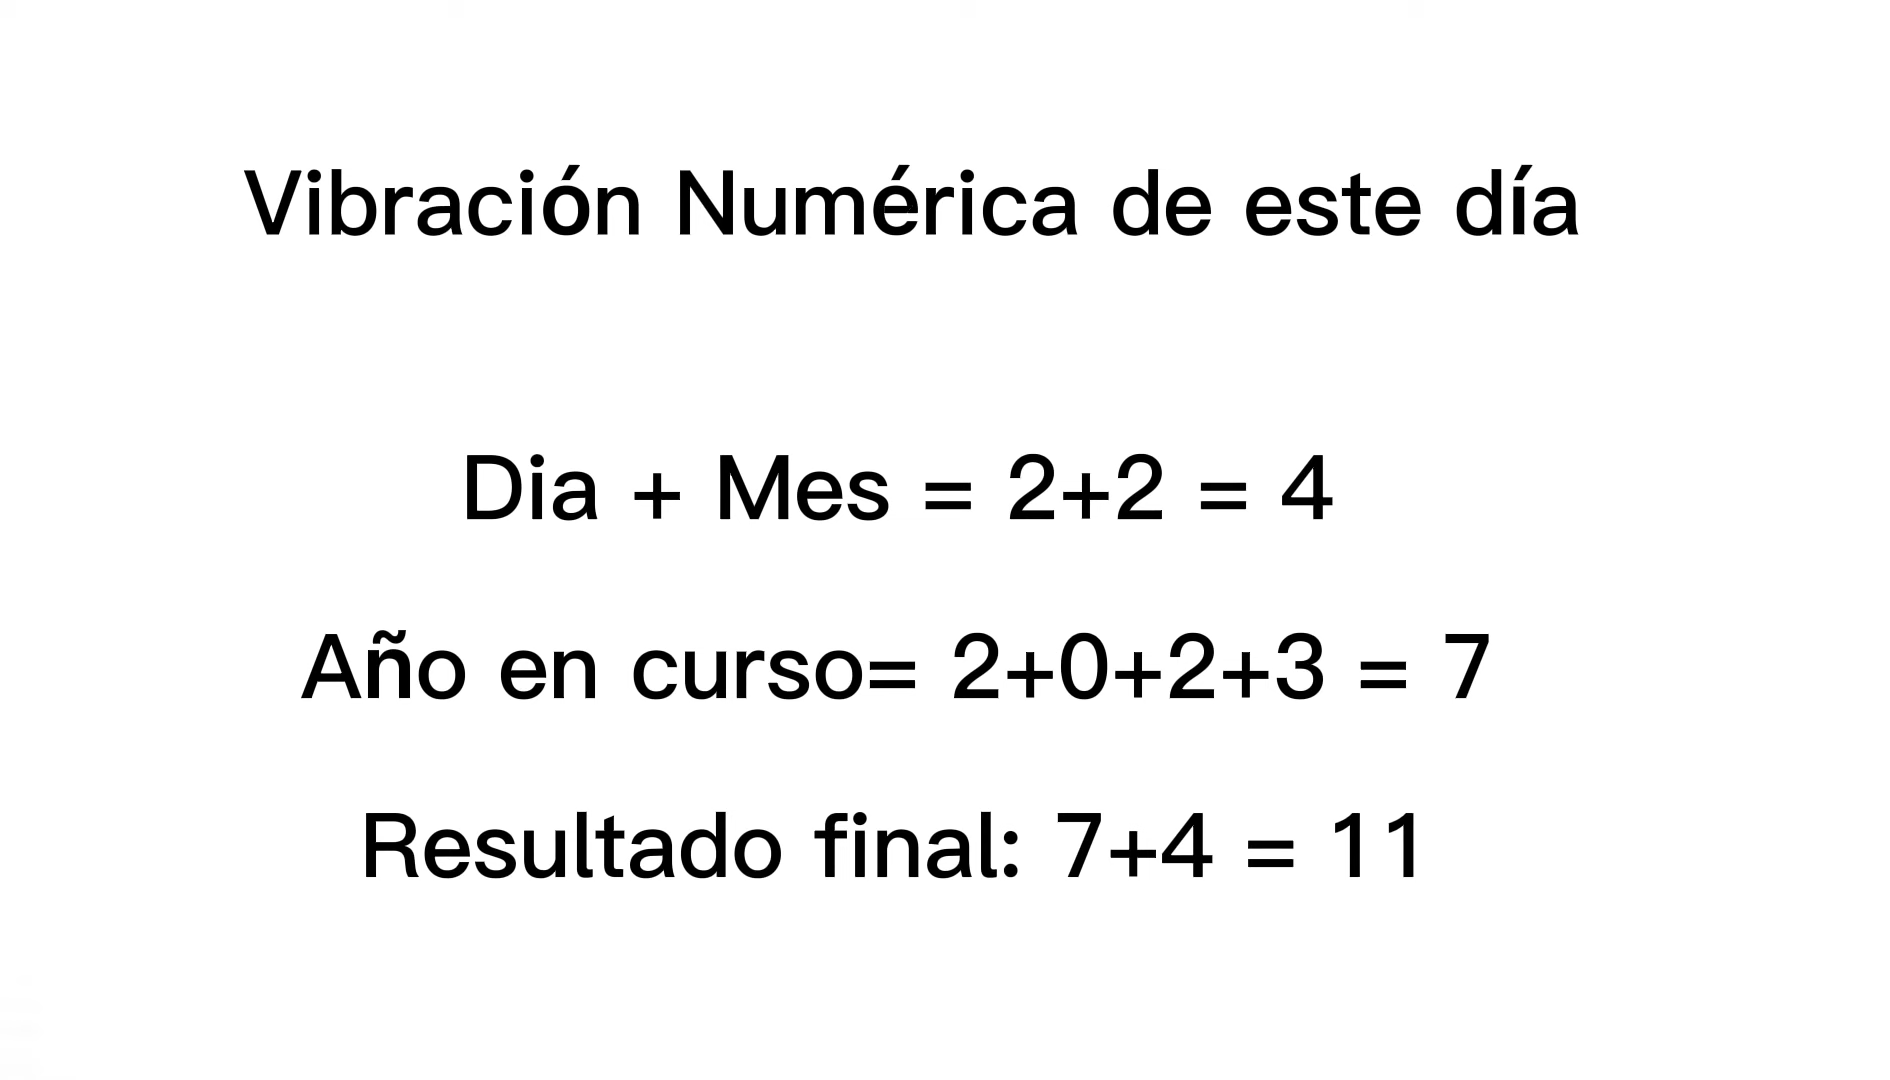 Vibración Numérica de este día
Dia + Mes = 2+2 = 4
Año en curso= 2+0+2+3 = 7
Resultado final: 7+4 = 11